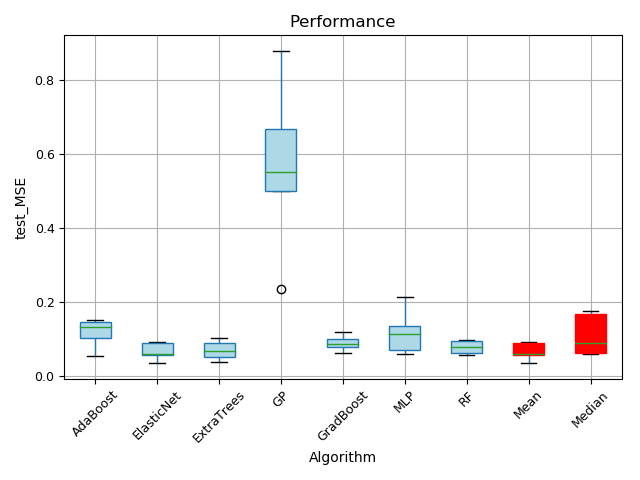 Performance
test_MSE
0.8
0.6
0.4
0.2
0.0
AdaBoost
ElasticNet
ExtraTrees
GP
GradBoost
MLP
RF
Mean
Median
Algorithm